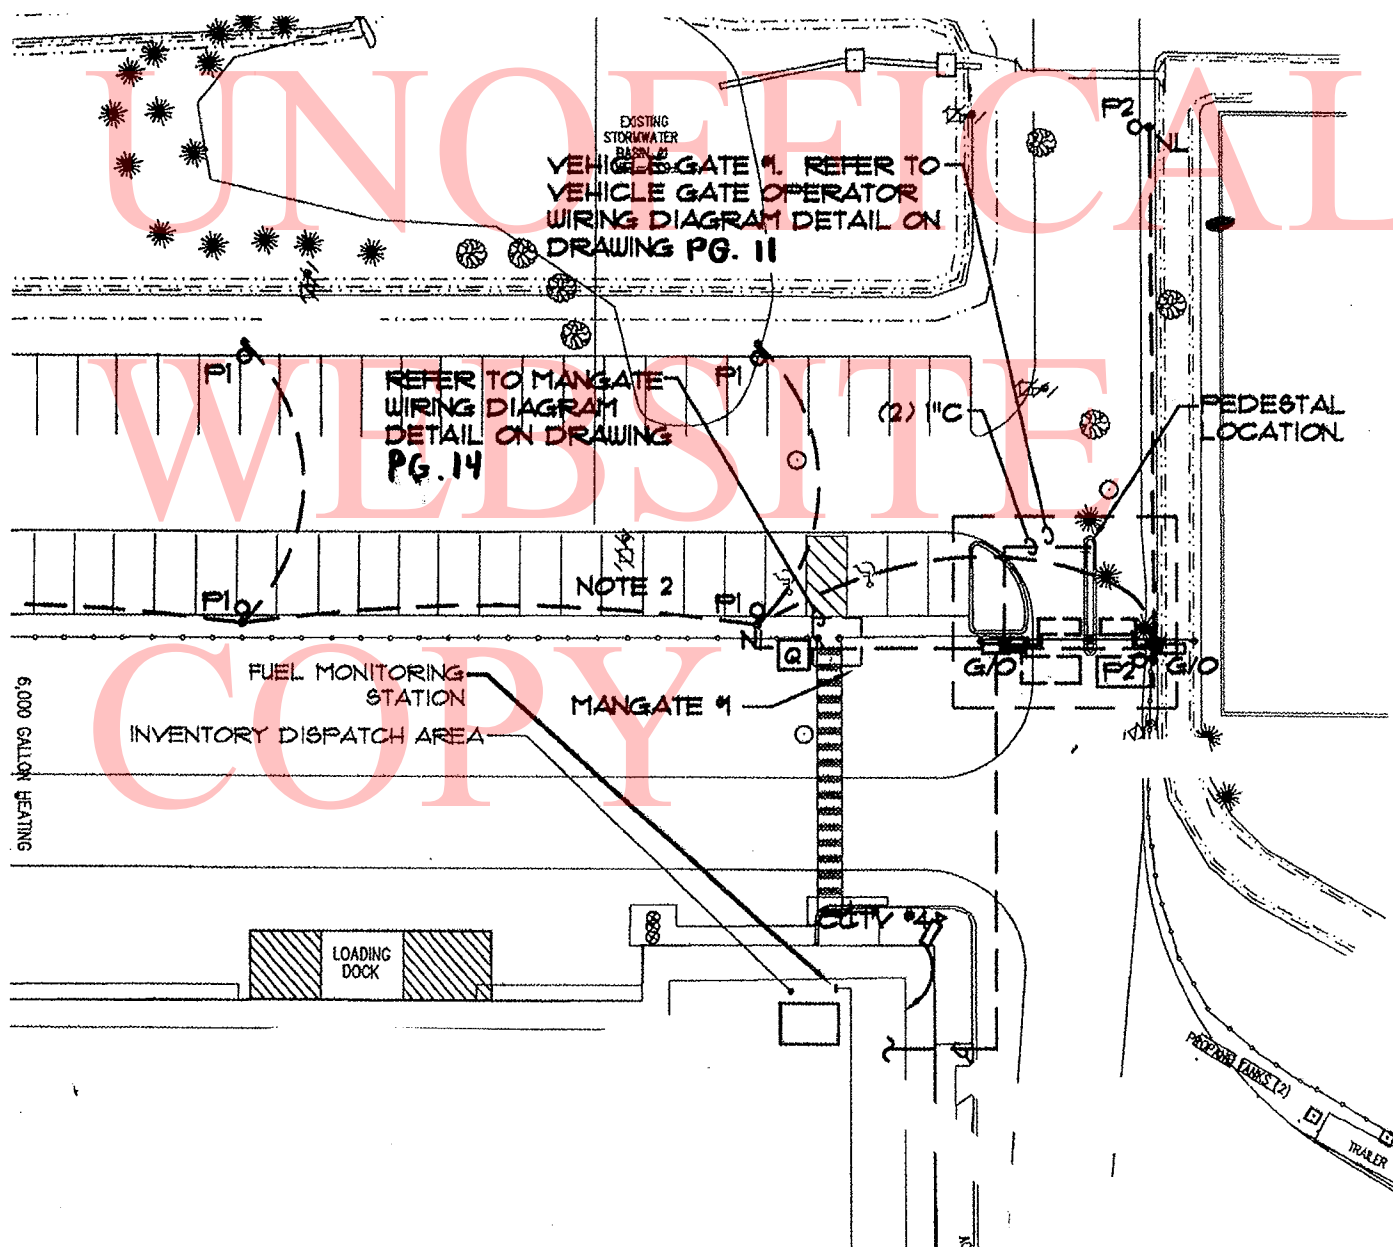 UNOFFICAL
WEBSITE
COPY
EXISTING
STORMWATER
BASIN #1
VEHICLE GATE #1. REFER TO
VEHICLE GATE OPERATOR
WIRING DIAGRAM DETAIL ON
DRAWING PG. 11
P2
NL
P1
P1
REFER TO MANGATE
WIRING DIAGRAM
DETAIL ON DRAWING
PG. 14
(2) 1"C
PEDESTAL
LOCATION.
P1
NOTE 2
P1
Q
G/O
P2
G/O
FUEL MONITORING
STATION
MANGATE #1
INVENTORY DISPATCH AREA
6,000 GALLON HEATING
CCTV #4
LOADING
DOCK
PROPANE TANKS (2)
TRAILER